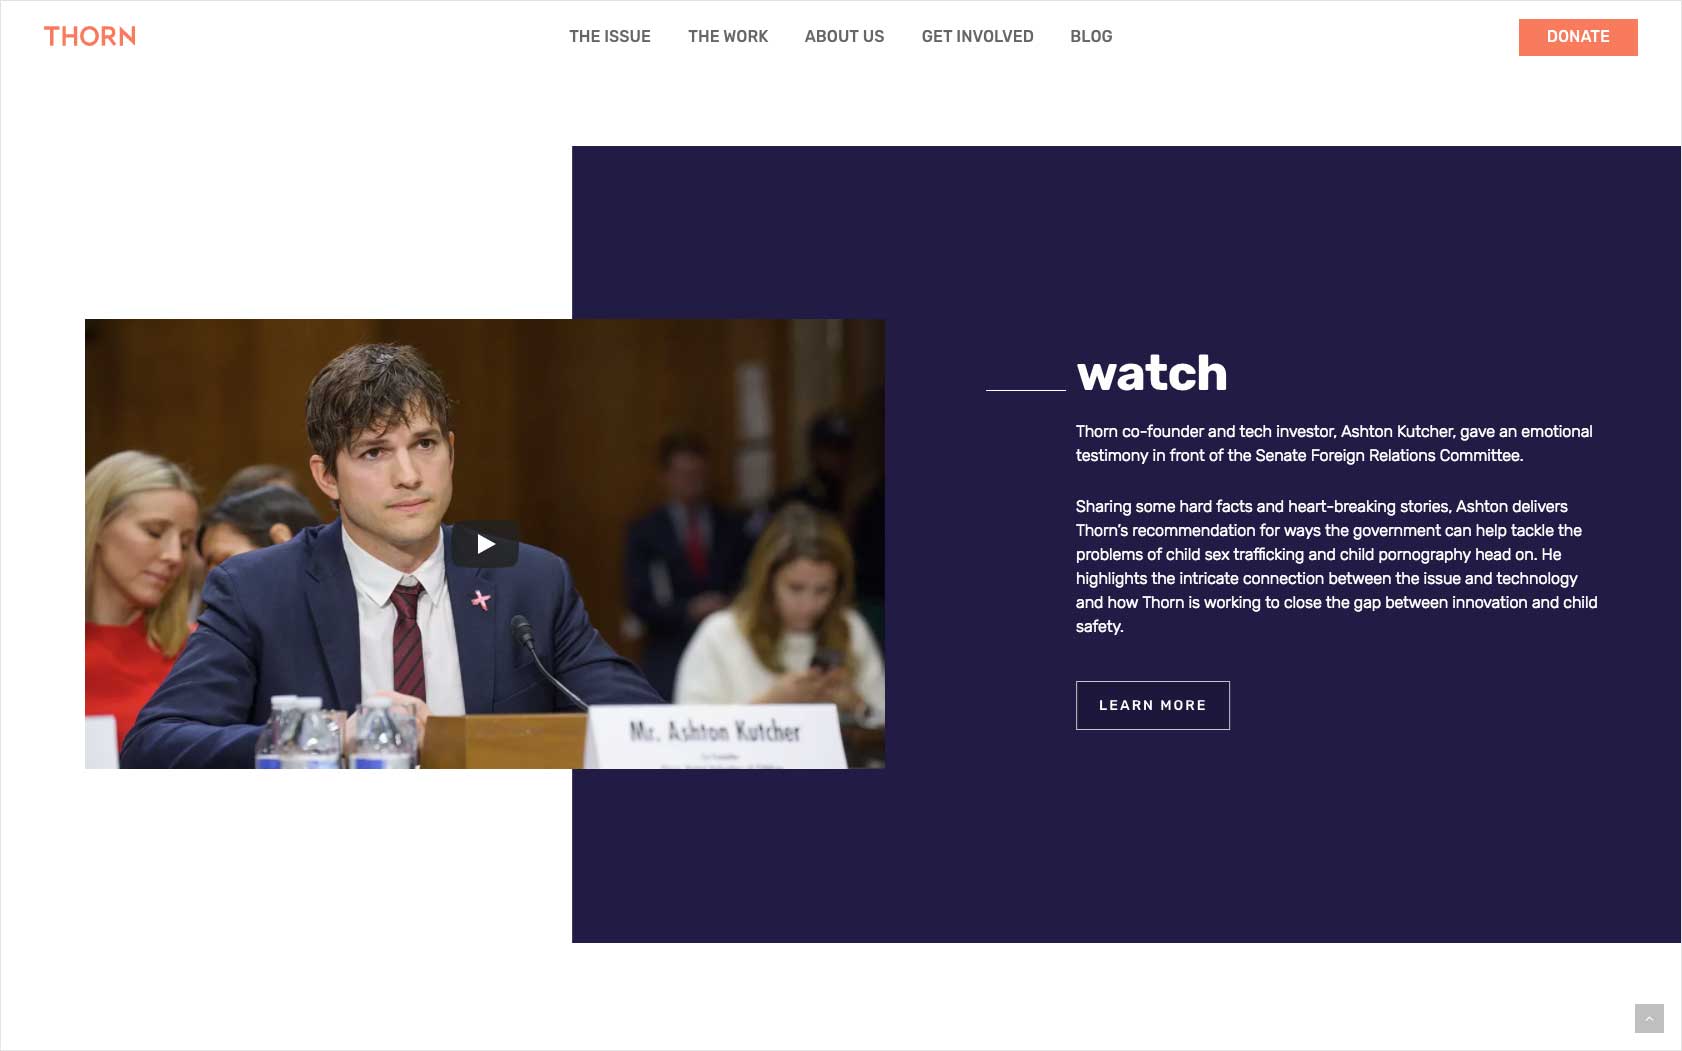 THORN
THE ISSUE
THE WORK
ABOUT US
GET INVOLVED
BLOG
DONATE
watch
Thorn co-founder and tech investor, Ashton Kutcher, gave an emotional
testimony in front of the Senate Foreign Relations Committee.
Sharing some hard facts and heart-breaking stories, Ashton delivers
Thorn’s recommendation for ways the government can help tackle the
problems of child sex trafficking and child pornography head on. He
highlights the intricate connection between the issue and technology
and how Thorn is working to close the gap between innovation and child
safety.
LEARN MORE
Mr. Ashton Kutcher